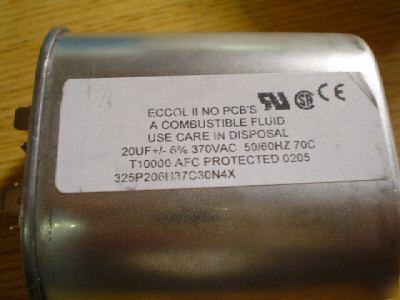 ECCOL II NO PCB'S
A COMBUSTIBLE FLUID
USE CARE IN DISPOSAL
20UF+/- 6% 370VAC 50/60HZ 70C
T10000 AFC PROTECTED 0205
325P206H37C30N4X